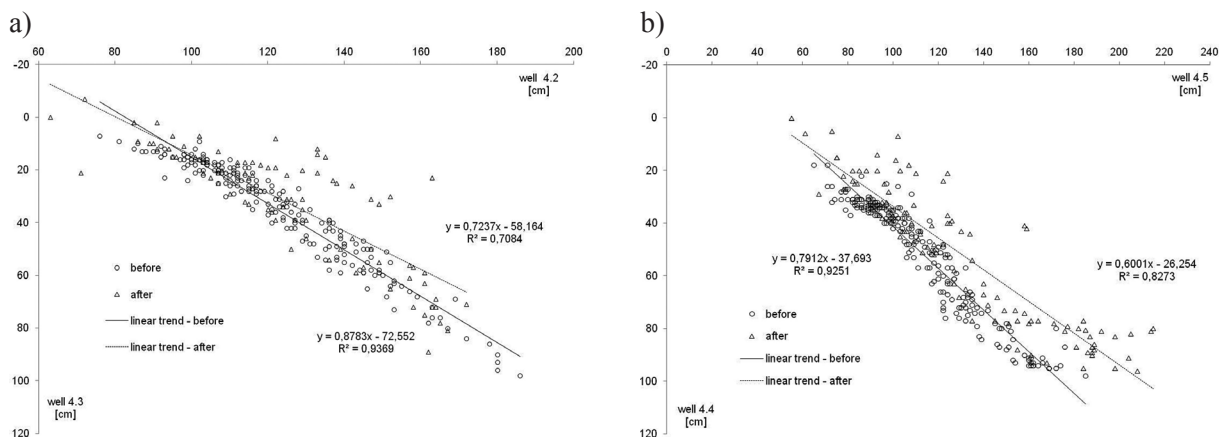 a)
60 80 100 120 140 160 180 200
-20
0
20
40
60
80
100
120
well 4.2
[cm]
y = 0,7237x - 58,164
R² = 0,7084
before
after
linear trend - before
linear trend - after
y = 0,8783x - 72,552
R² = 0,9369
well 4.3
[cm]
b)
0 20 40 60 80 100 120 140 160 180 200 220 240
-20
0
20
40
60
80
100
120
well 4.5
[cm]
y = 0,7912x - 37,693
R² = 0,9251
y = 0,6001x - 26,254
R² = 0,8273
before
after
linear trend - before
linear trend - after
well 4.4
[cm]